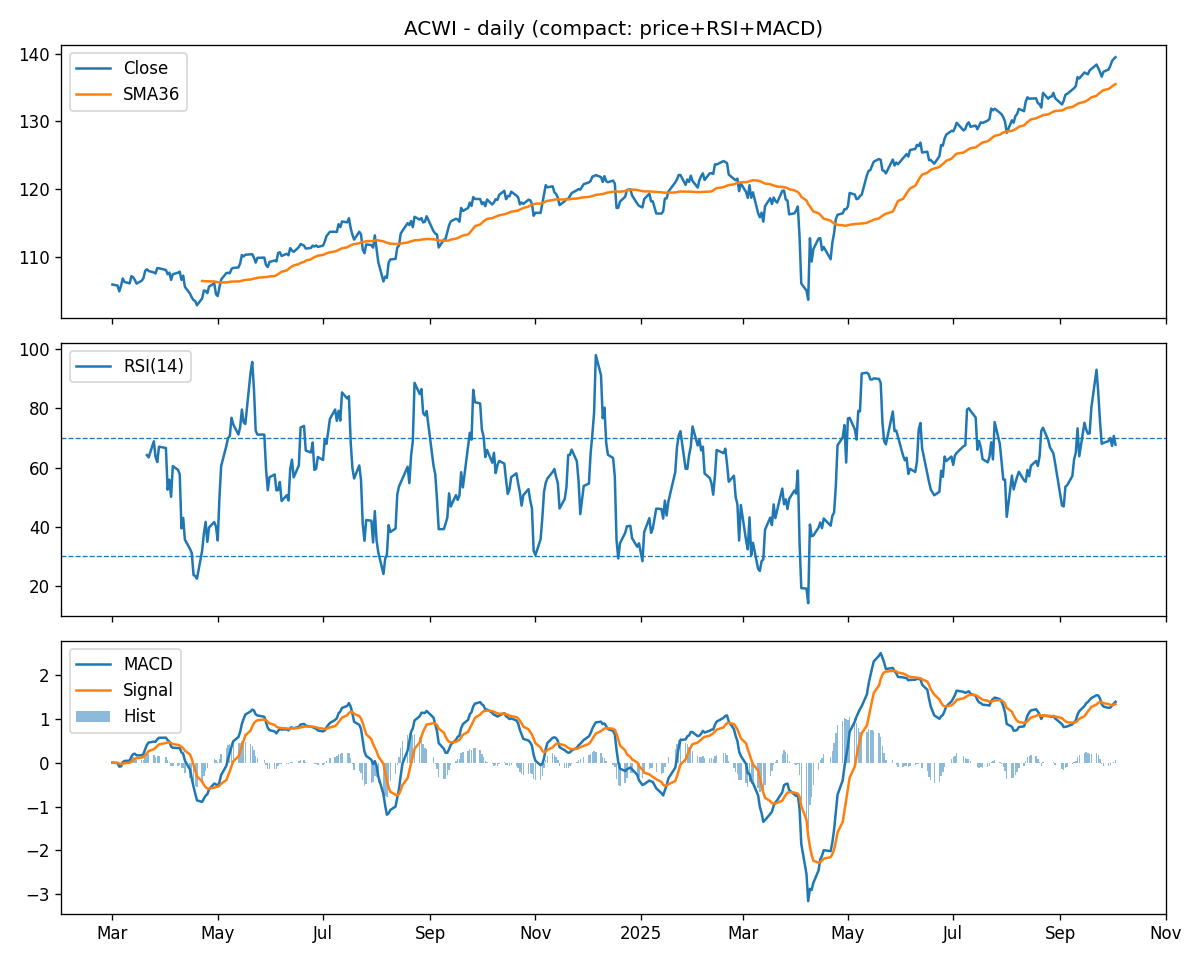 ACWI - daily (compact: price+RSI+MACD)
140
130
120
110
Close
SMA36
100
80
60
40
20
RSI(14)
2
1
0
−1
−2
−3
MACD
Signal
Hist
Mar May Jul Sep Nov 2025 Mar May Jul Sep Nov